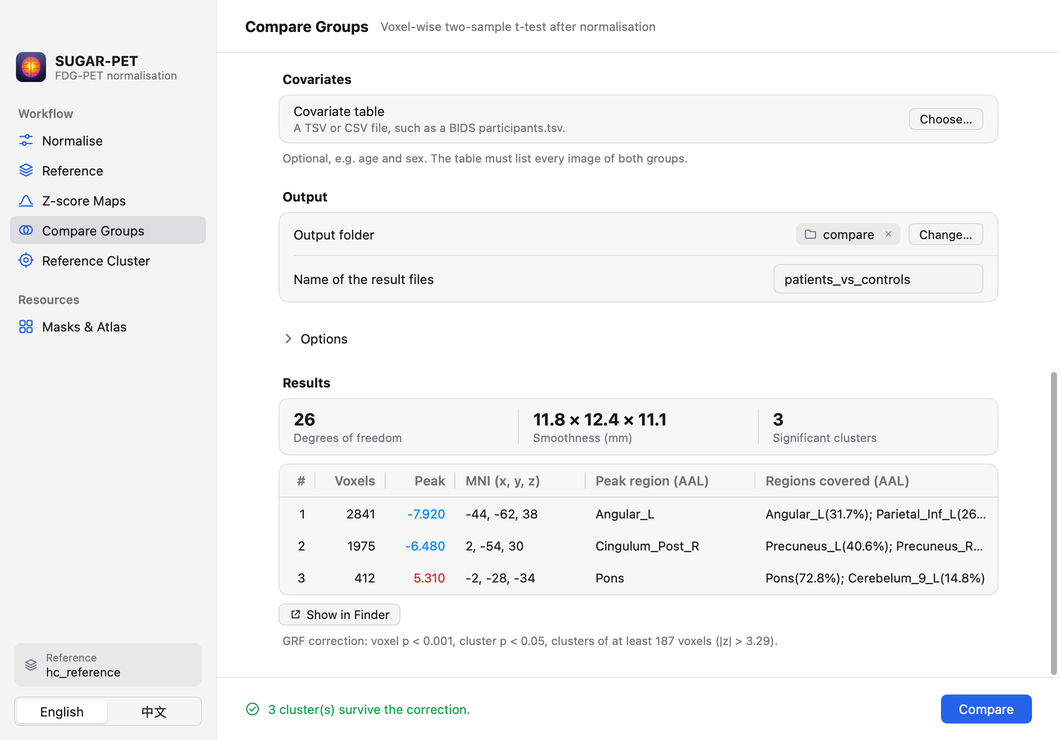 SUGAR-PET
FDG-PET normalisation
Workflow
Normalise
Reference
Z-score Maps
Compare Groups
Reference Cluster
Resources
Masks & Atlas
Reference
hc_reference
English 中文
Compare Groups Voxel-wise two-sample t-test after normalisation
Covariates
Covariate table
A TSV or CSV file, such as a BIDS participants.tsv.
Choose...
Optional, e.g. age and sex. The table must list every image of both groups.
Output
Output folder compare × Change...
Name of the result files patients_vs_controls
Options
Results
26 11.8 × 12.4 × 11.1 3
Degrees of freedom Smoothness (mm) Significant clusters
# Voxels Peak MNI (x, y, z) Peak region (AAL) Regions covered (AAL)
1 2841 -7.920 -44, -62, 38 Angular_L Angular_L(31.7%); Parietal_Inf_L(26...
2 1975 -6.480 2, -54, 30 Cingulum_Post_R Precuneus_L(40.6%); Precuneus_R...
3 412 5.310 -2, -28, -34 Pons Pons(72.8%); Cerebelum_9_L(14.8%)
Show in Finder
GRF correction: voxel p < 0.001, cluster p < 0.05, clusters of at least 187 voxels (|z| > 3.29).
3 cluster(s) survive the correction. Compare